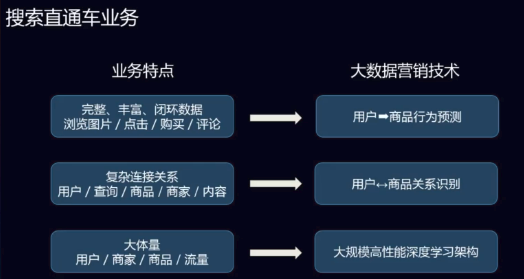 搜索直通车业务
业务特点
大数据营销技术
完整、丰富、闭环数据
浏览图片 / 点击 / 购买 / 评论
用户➡商品行为预测
复杂连接关系
用户 / 查询 / 商品 / 商家 / 内容
用户↔商品关系识别
大体量
用户 / 商家 / 商品 / 流量
大规模高性能深度学习架构